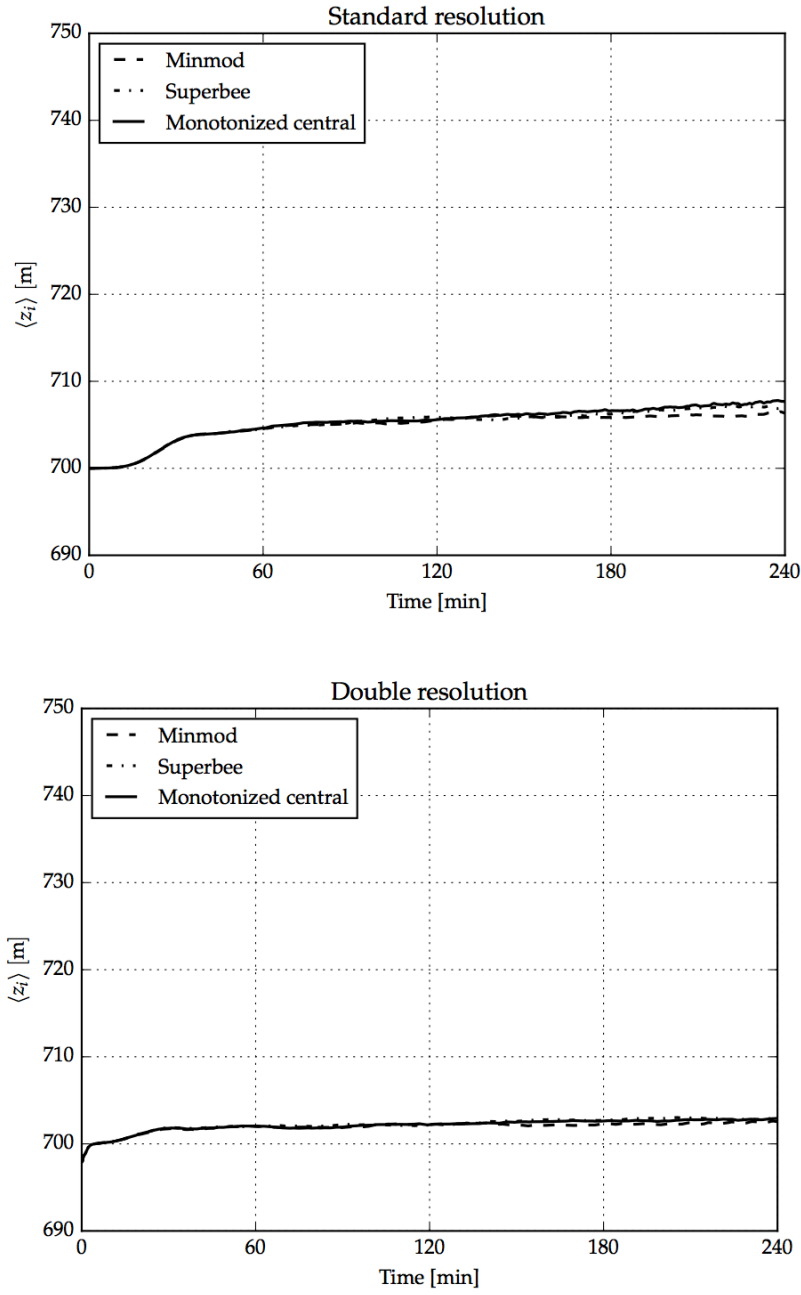 Standard resolution
750
Minmod
Superbee
Monotonized central
740
730
720
710
700
690
⟨z_i⟩ [m]
0 60 120 180 240
Time [min]
Double resolution
750
Minmod
Superbee
Monotonized central
740
730
720
710
700
690
⟨z_i⟩ [m]
0 60 120 180 240
Time [min]